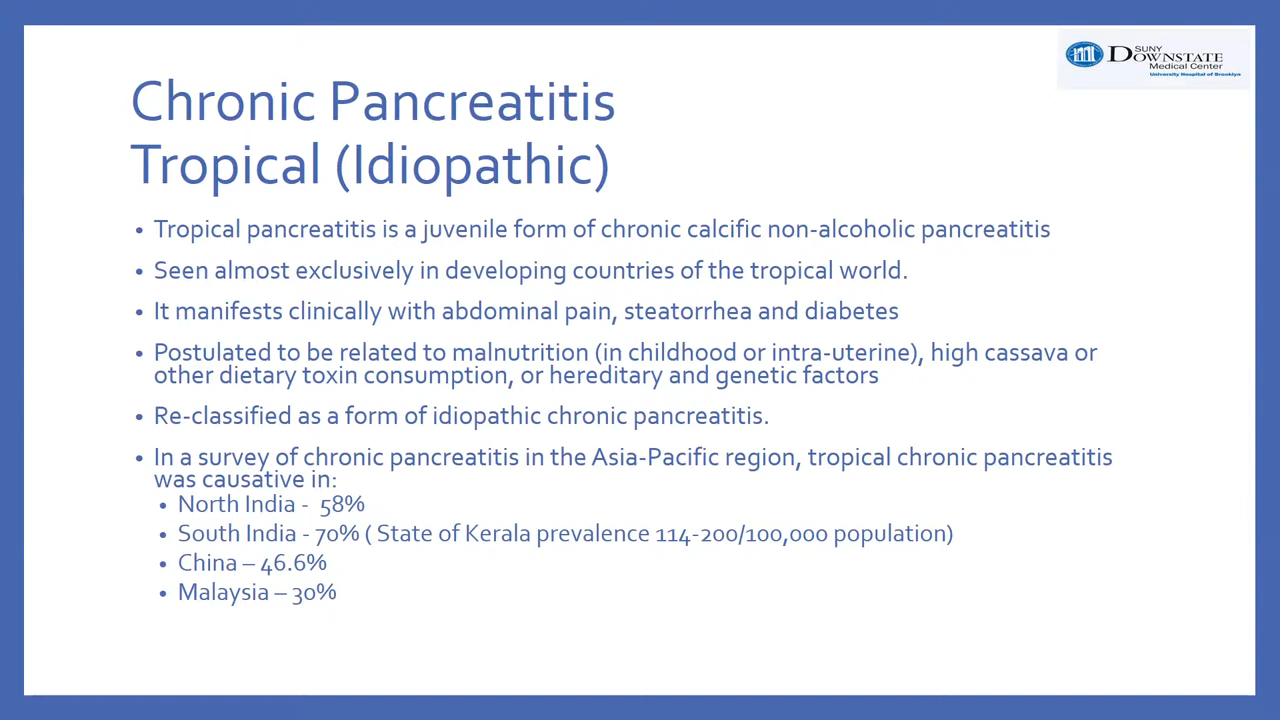 SUNY
DOWNSTATE
Medical Center
University Hospital of Brooklyn
Chronic Pancreatitis
Tropical (Idiopathic)
• Tropical pancreatitis is a juvenile form of chronic calcific non-alcoholic pancreatitis
• Seen almost exclusively in developing countries of the tropical world.
• It manifests clinically with abdominal pain, steatorrhea and diabetes
• Postulated to be related to malnutrition (in childhood or intra-uterine), high cassava or
other dietary toxin consumption, or hereditary and genetic factors
• Re-classified as a form of idiopathic chronic pancreatitis.
• In a survey of chronic pancreatitis in the Asia-Pacific region, tropical chronic pancreatitis
was causative in:
• North India - 58%
• South India - 70% ( State of Kerala prevalence 114-200/100,000 population)
• China – 46.6%
• Malaysia – 30%